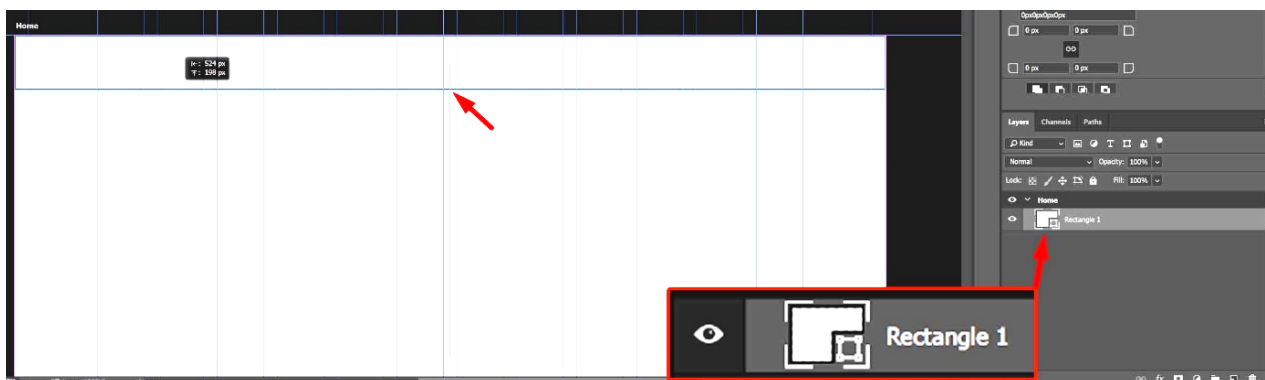 Home
↔: 524 px
↕: 198 px
0px0px0px0px
0 px 0 px
0 px 0 px
Layers Channels Paths
Kind T
Normal Opacity: 100%
Lock: Fill: 100%
Home
Rectangle 1
Rectangle 1
fx